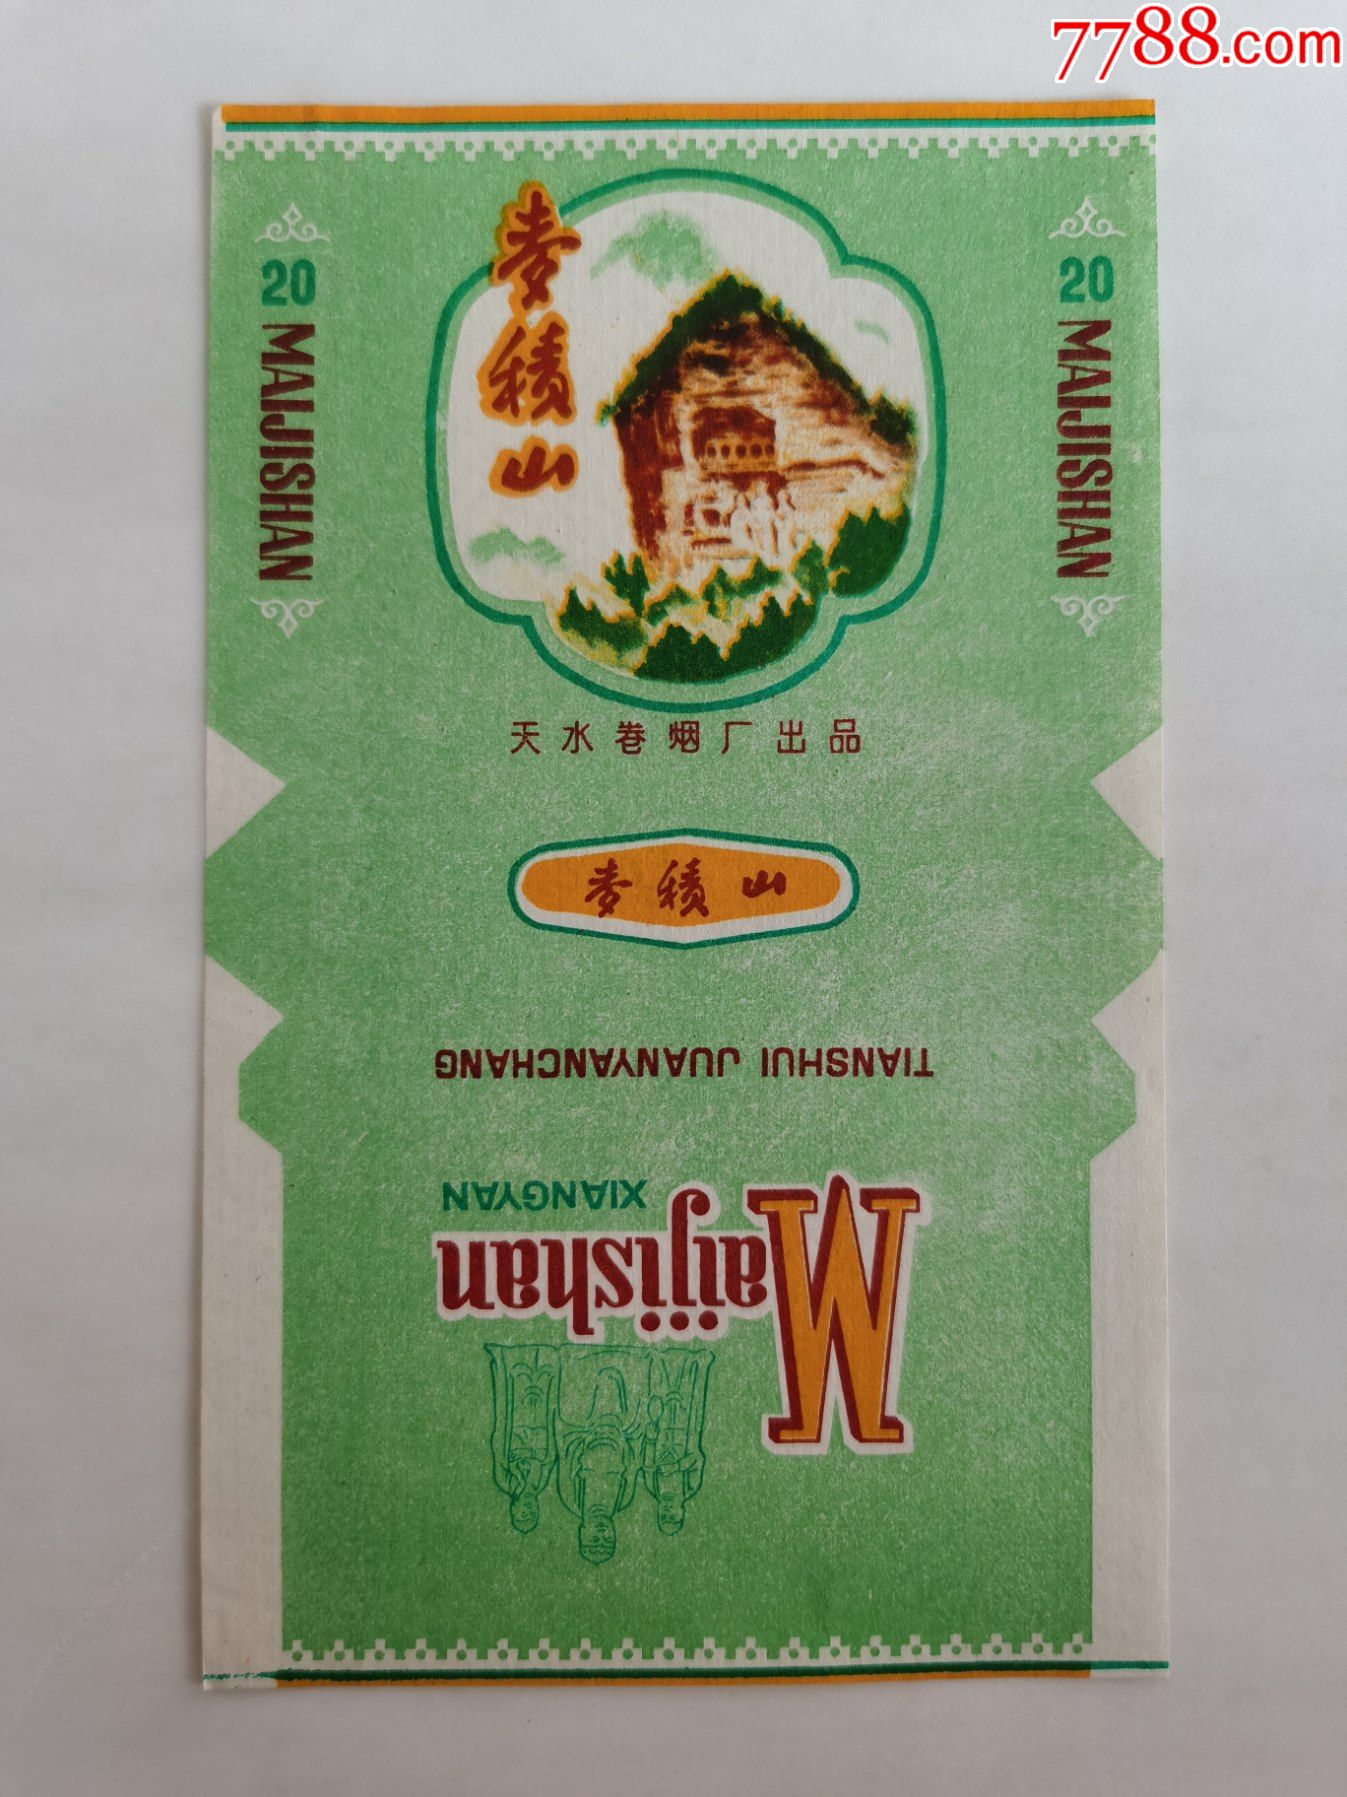 7788.com
麦积山
20 MAIJISHAN
20 MAIJISHAN
天水卷烟厂出品
麦积山
TIANSHUI JUANYANCHANG
XIANGYAN
Maijishan